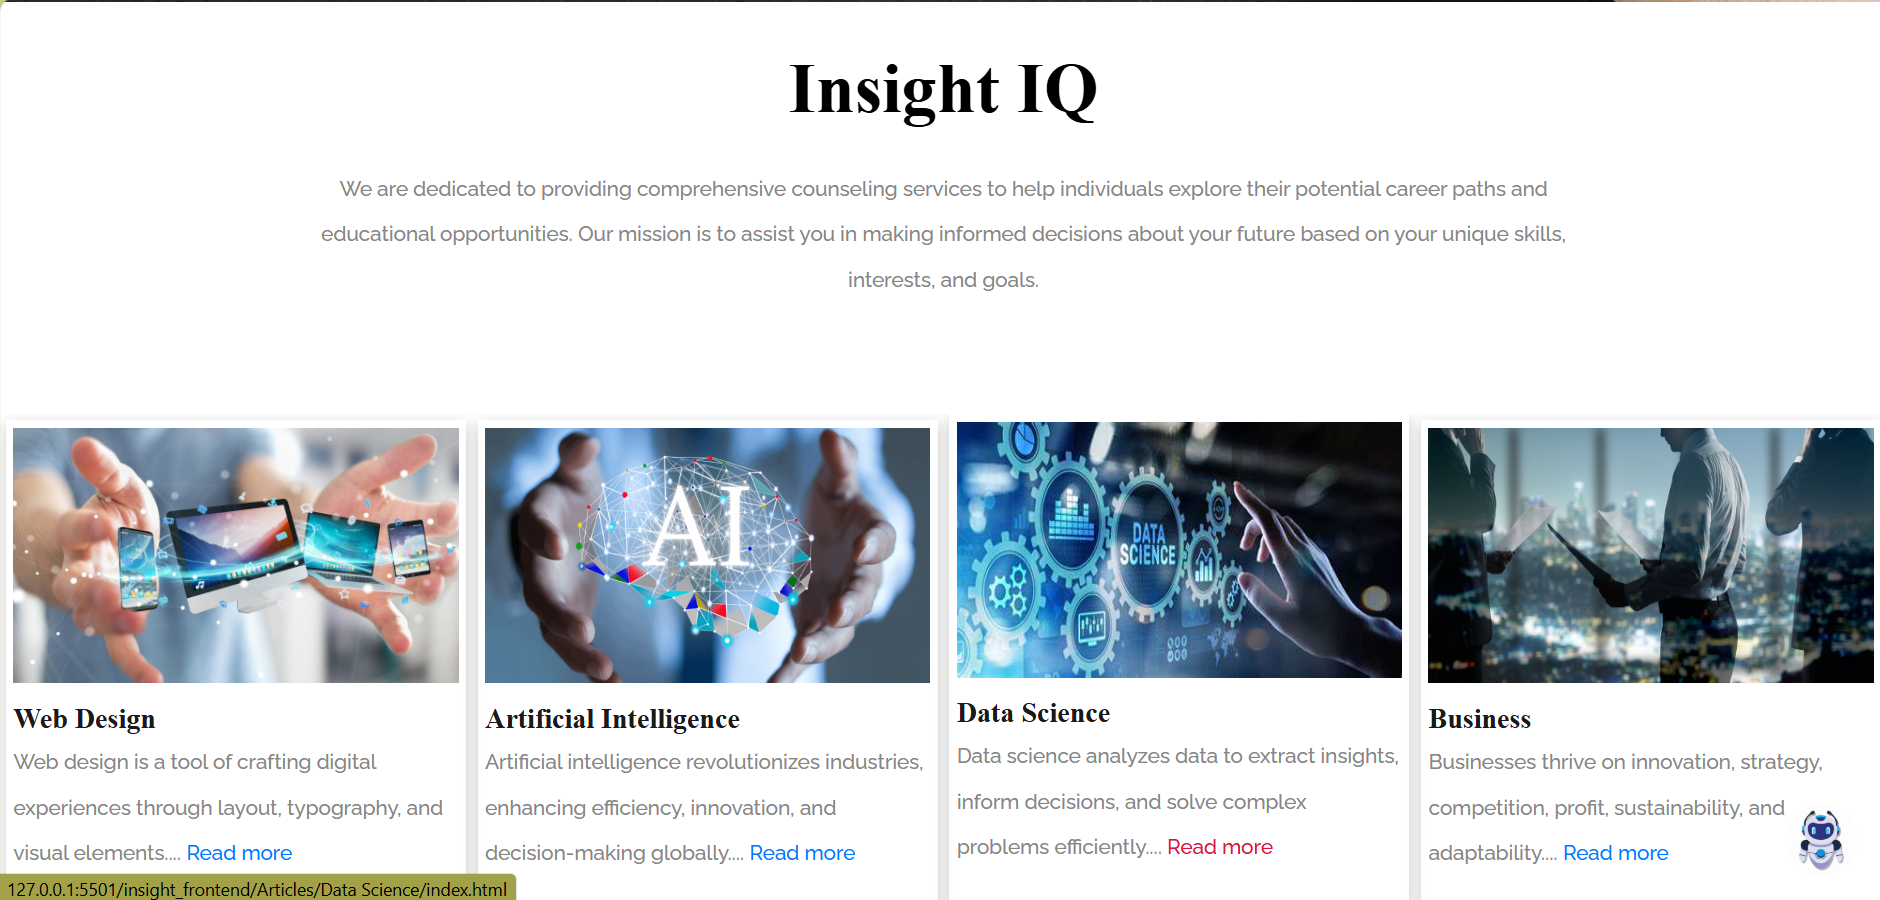 Insight IQ
We are dedicated to providing comprehensive counseling services to help individuals explore their potential career paths and
educational opportunities. Our mission is to assist you in making informed decisions about your future based on your unique skills,
interests, and goals.
AI
DATA
SCIENCE
Web Design
Web design is a tool of crafting digital
experiences through layout, typography, and
visual elements.... Read more
Artificial Intelligence
Artificial intelligence revolutionizes industries,
enhancing efficiency, innovation, and
decision-making globally.... Read more
Data Science
Data science analyzes data to extract insights,
inform decisions, and solve complex
problems efficiently.... Read more
Business
Businesses thrive on innovation, strategy,
competition, profit, sustainability, and
adaptability.... Read more
127.0.0.1:5501/insight_frontend/Articles/Data Science/index.html